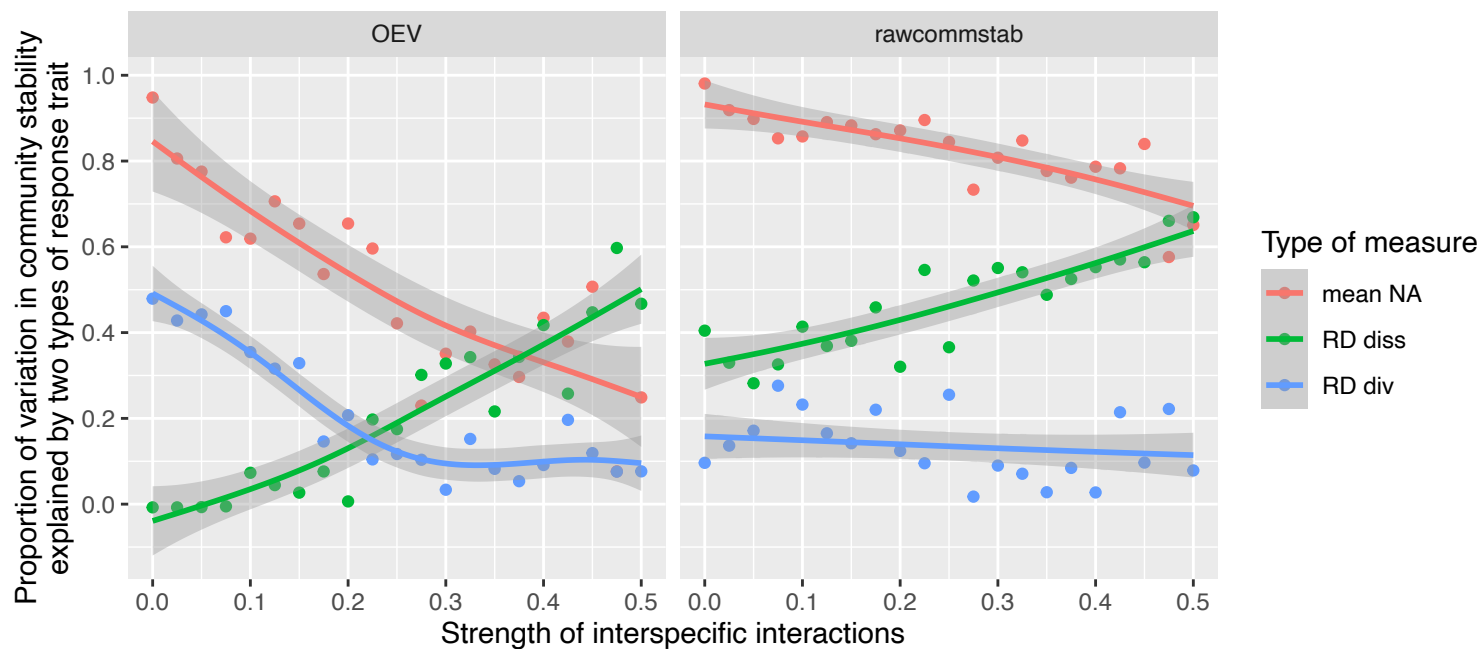 OEV
rawcommstab
Proportion of variation in community stability
explained by two types of response trait
1.0
0.8
0.6
0.4
0.2
0.0
0.0 0.1 0.2 0.3 0.4 0.5
0.0 0.1 0.2 0.3 0.4 0.5
Strength of interspecific interactions
Type of measure
mean NA
RD diss
RD div